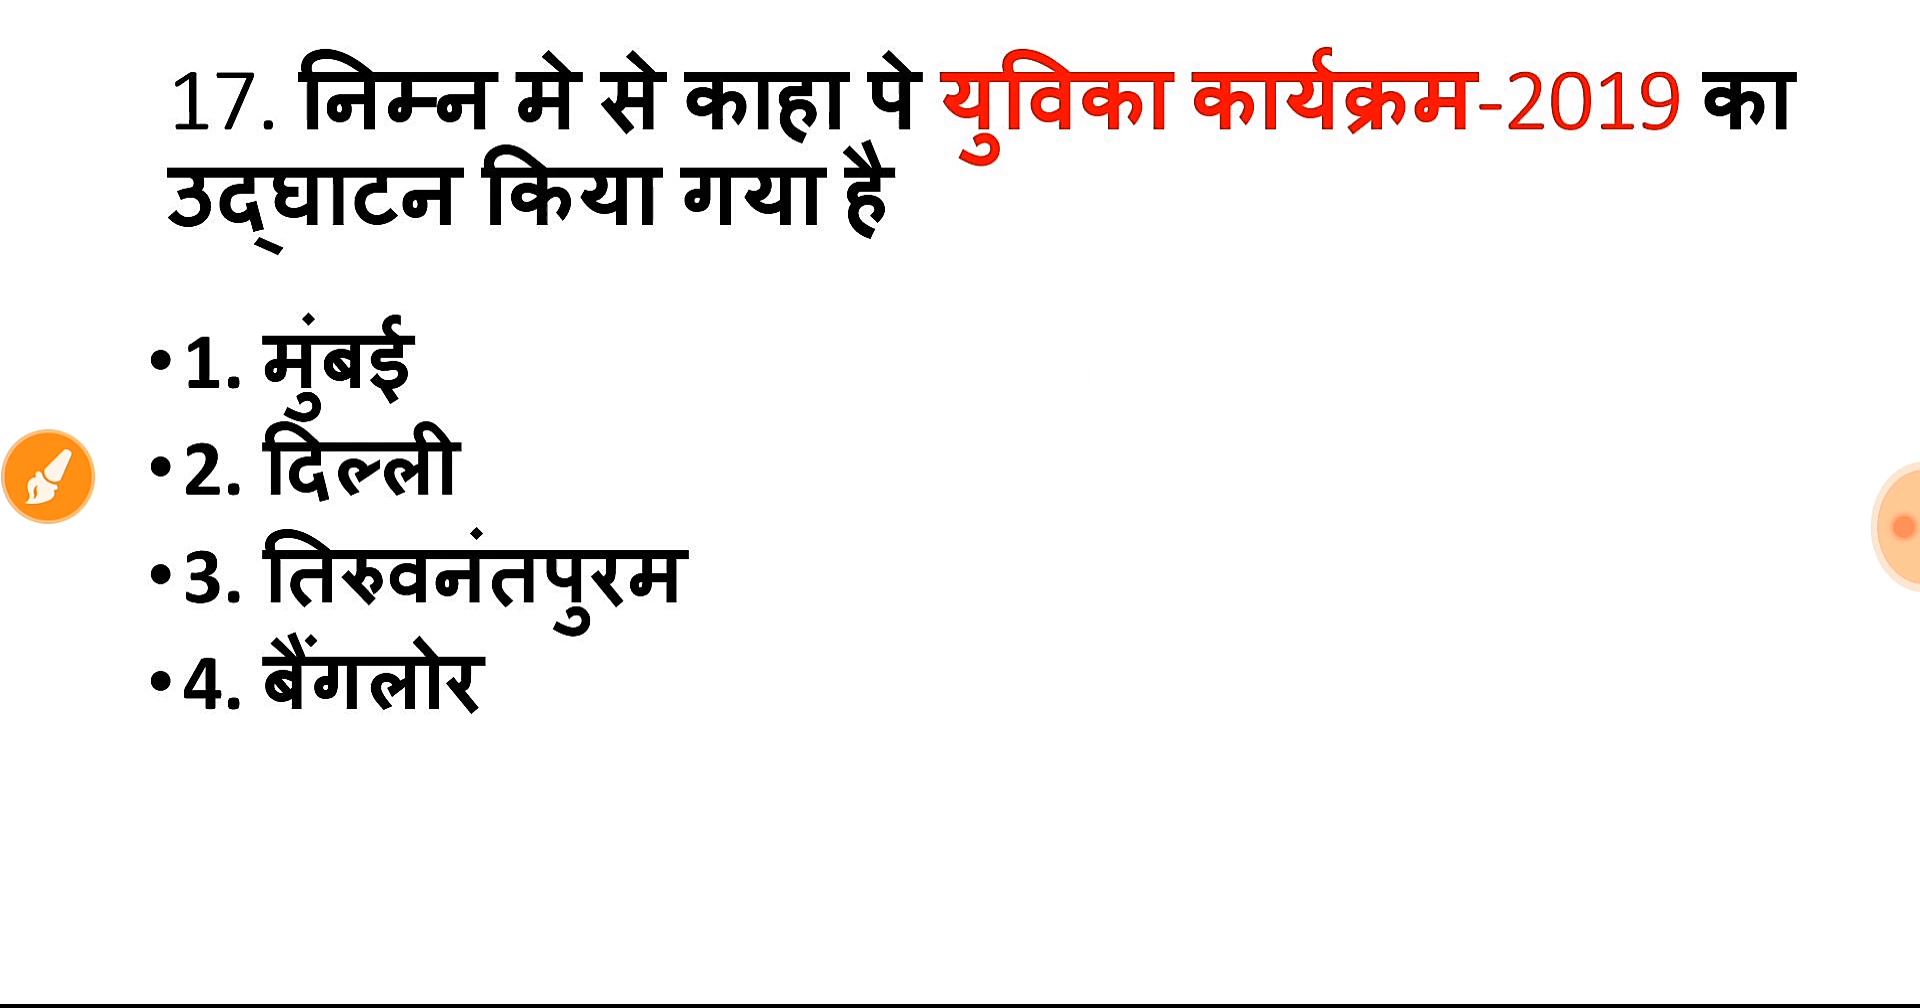 17. निम्न मे से काहा पे युविका कार्यक्रम-2019 का
उद्‌घाटन किया गया है
•1. मुंबई
•2. दिल्ली
•3. तिरुवनंतपुरम
•4. बैंगलोर